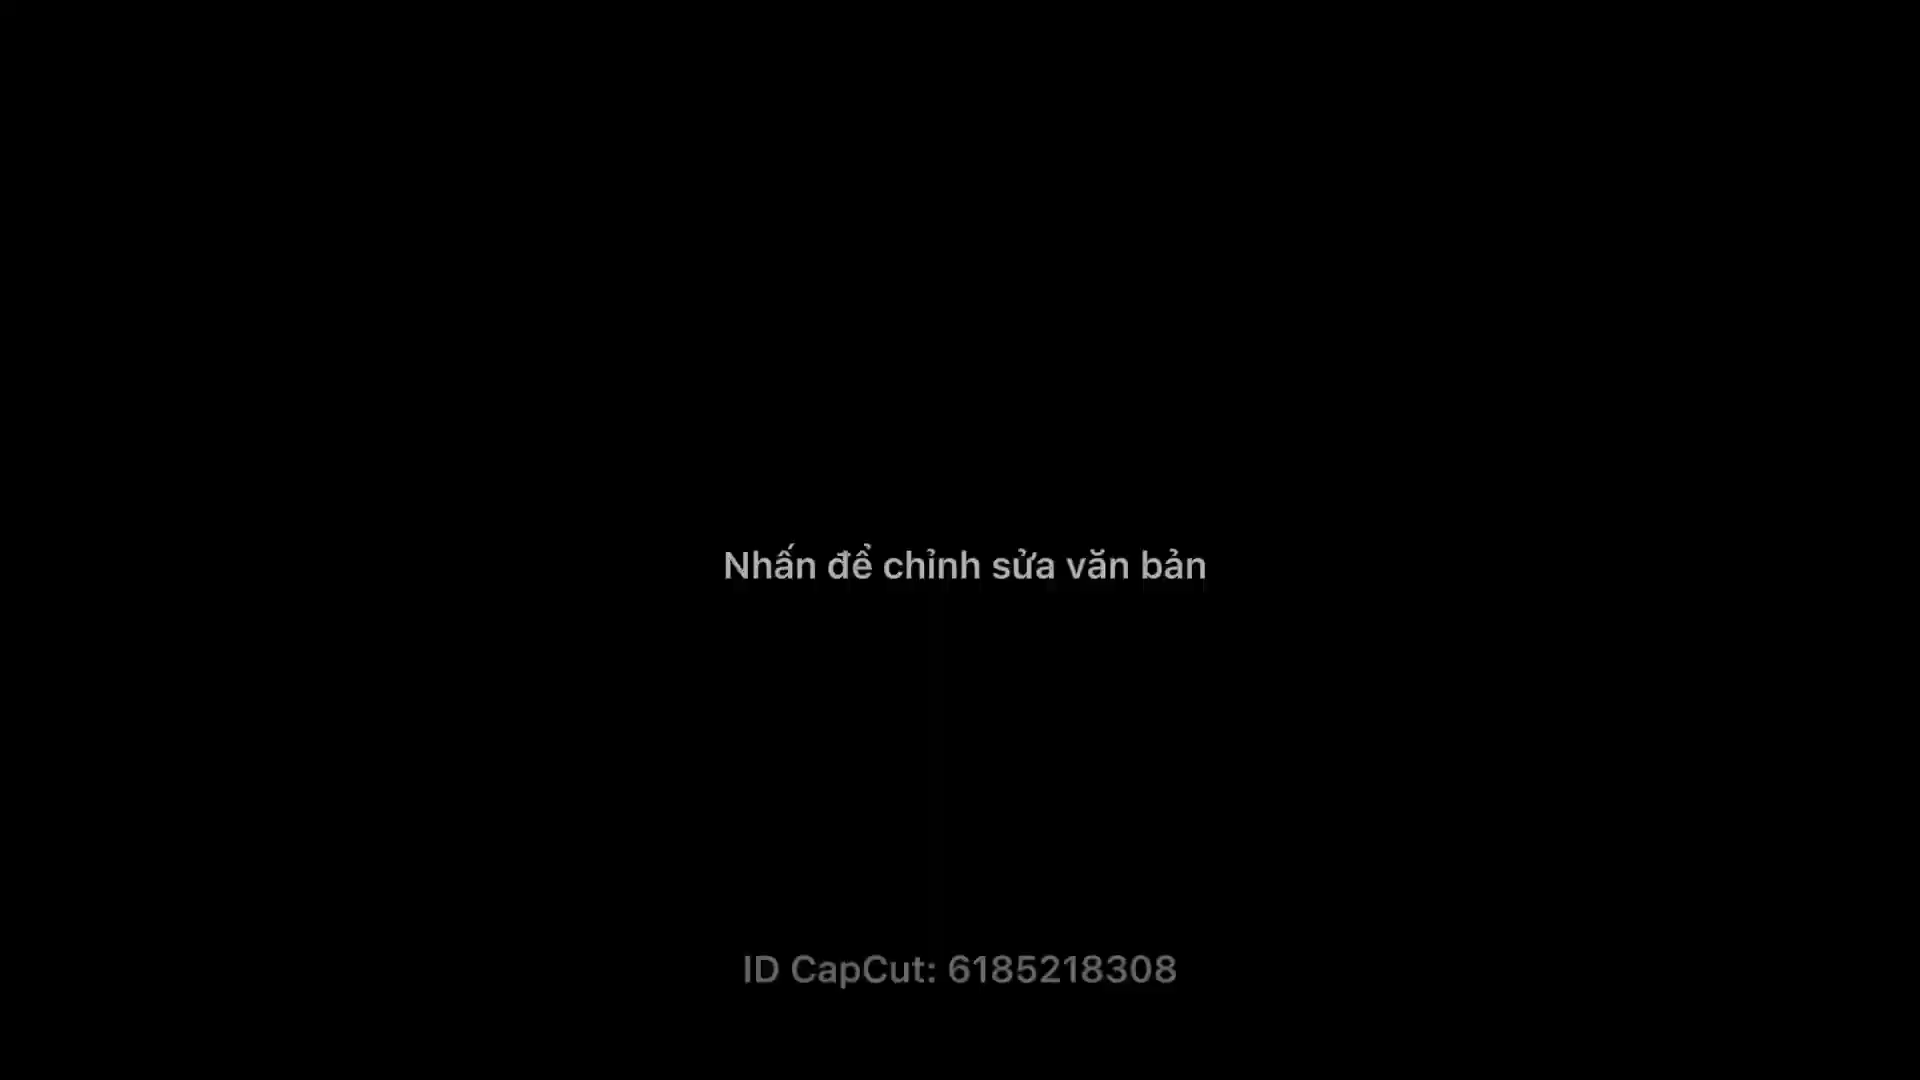 Nhấn để chỉnh sửa văn bản
ID CapCut: 6185218308